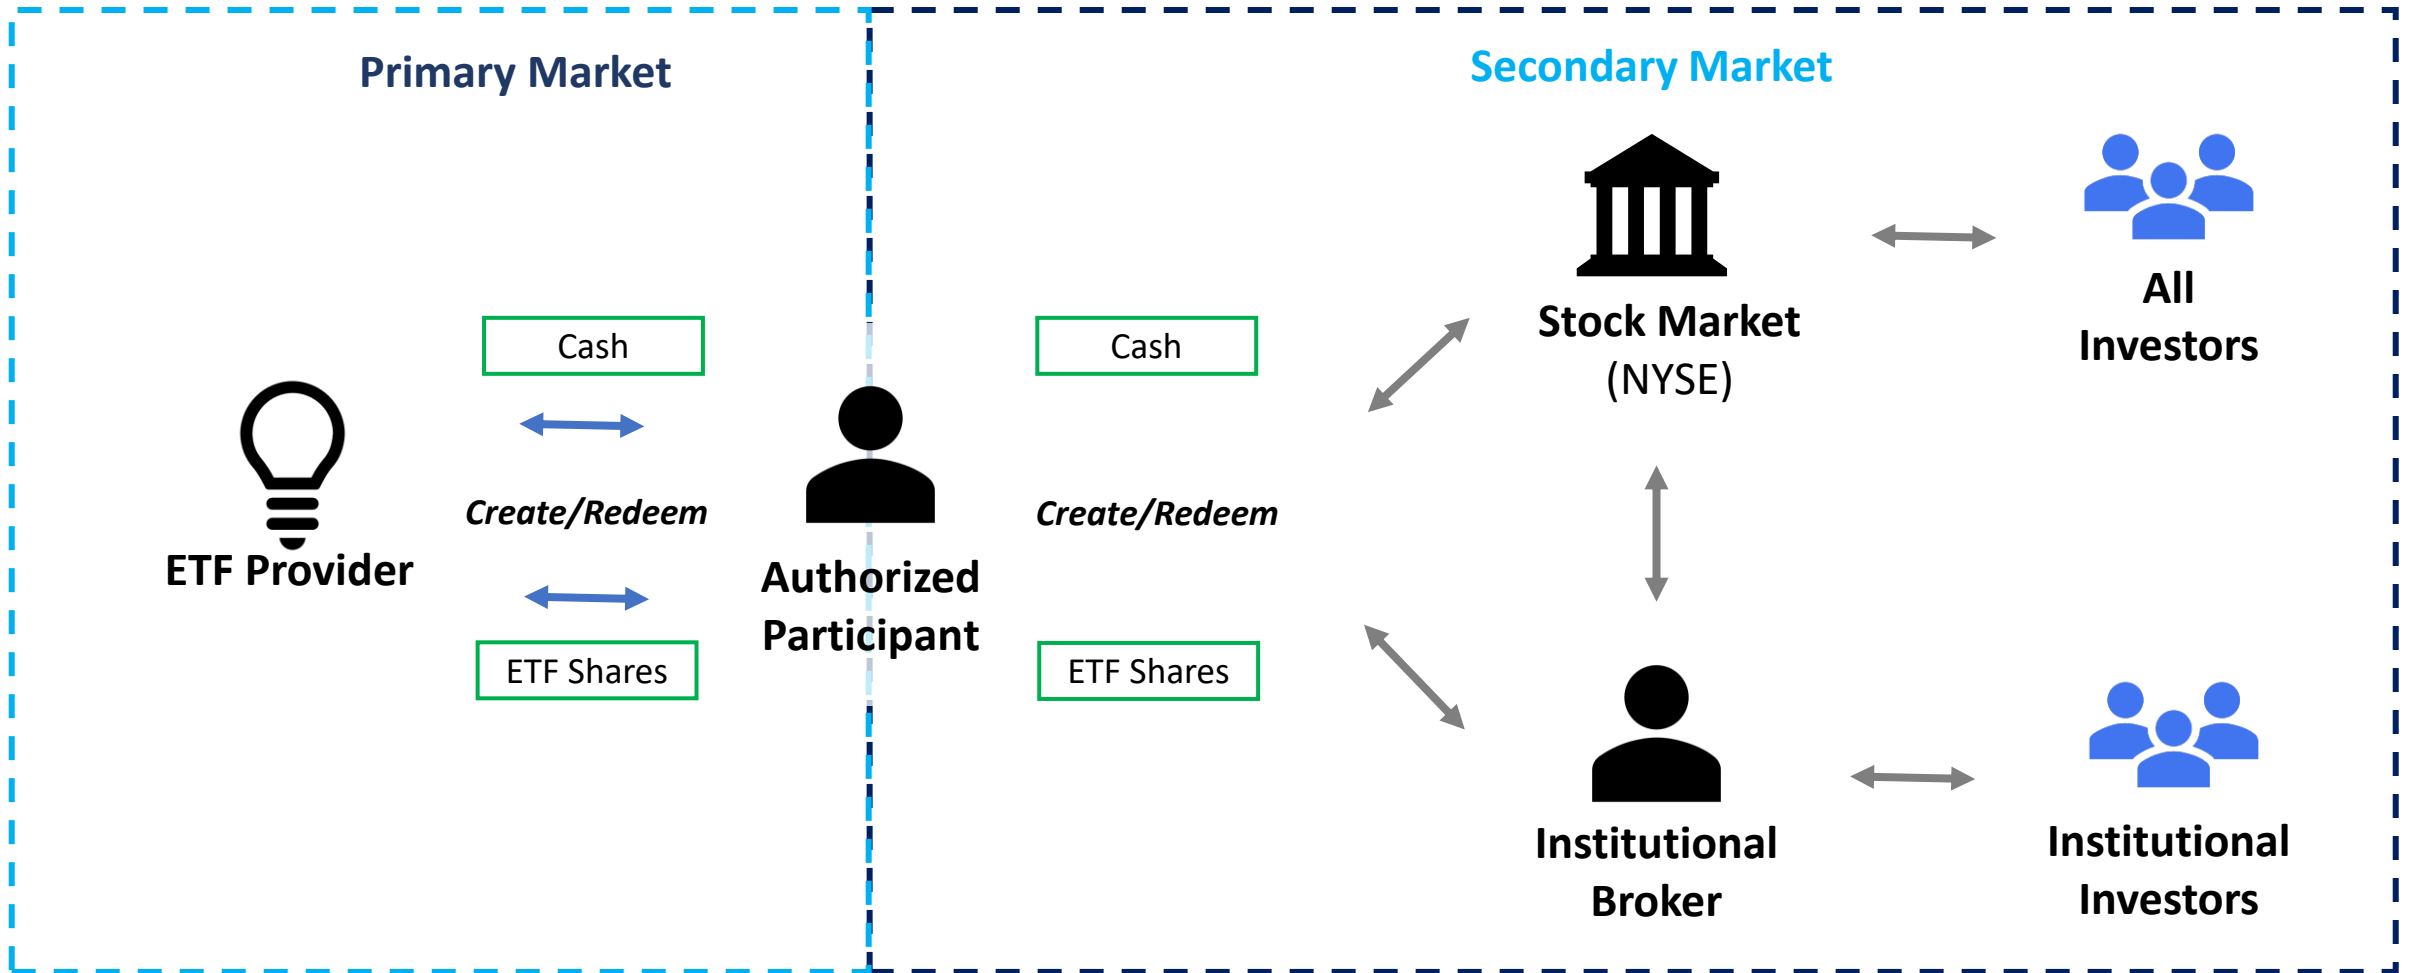 Primary Market
Secondary Market
Cash
Create/Redeem
ETF Provider
ETF Shares
Authorized
Participant
Cash
Create/Redeem
ETF Shares
Stock Market
(NYSE)
All
Investors
Institutional
Broker
Institutional
Investors